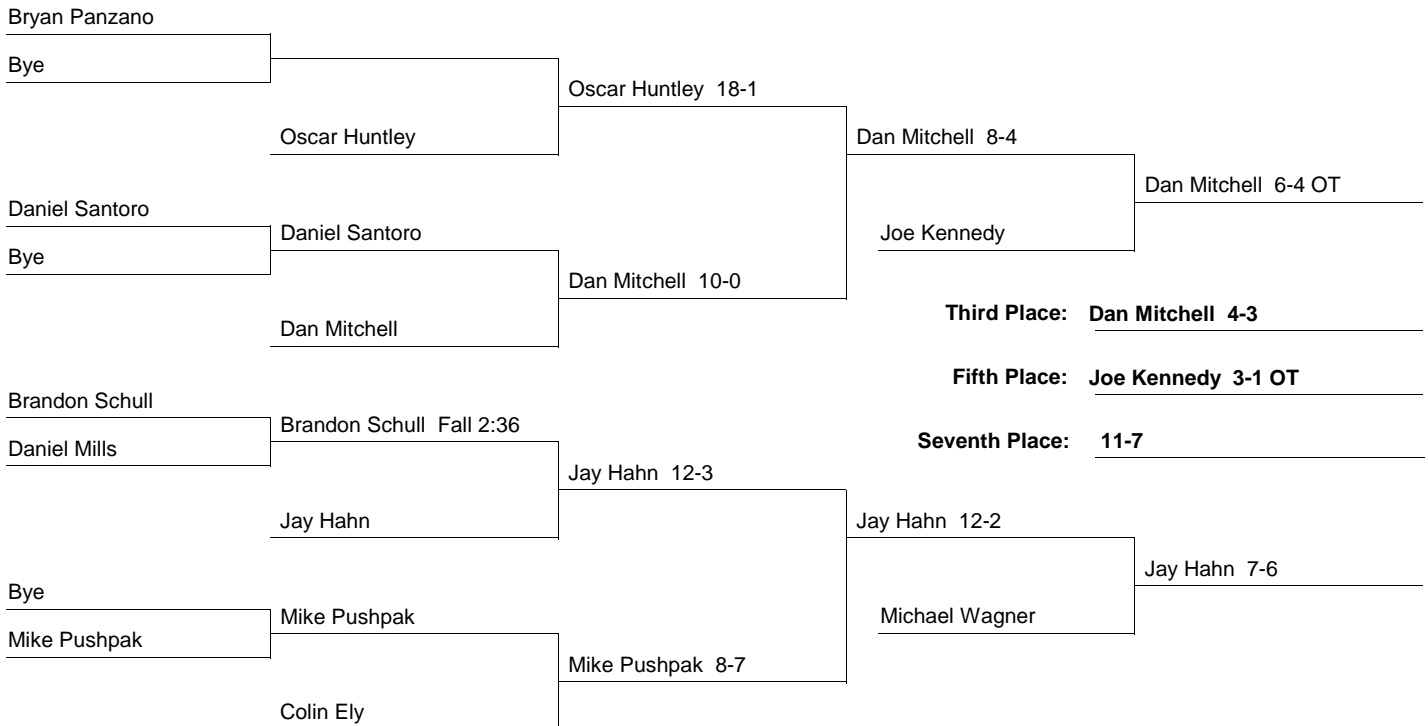 Bryan Panzano
Bye
Oscar Huntley 18-1
Oscar Huntley
Dan Mitchell 8-4
Dan Mitchell 6-4 OT
Daniel Santoro
Daniel Santoro
Joe Kennedy
Bye
Dan Mitchell 10-0
Dan Mitchell
Third Place: Dan Mitchell 4-3
Fifth Place: Joe Kennedy 3-1 OT
Brandon Schull
Brandon Schull Fall 2:36
Daniel Mills
Seventh Place: 11-7
Jay Hahn 12-3
Jay Hahn
Jay Hahn 12-2
Jay Hahn 7-6
Bye
Mike Pushpak
Michael Wagner
Mike Pushpak
Mike Pushpak 8-7
Colin Ely